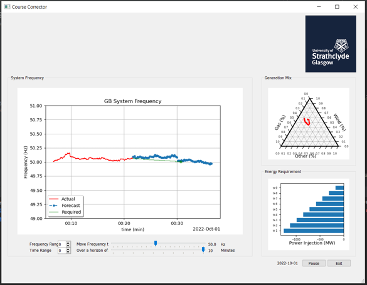 Course Corrector
University of
Strathclyde
Glasgow
System Frequency
Generation Mix
GB System Frequency
Frequency (Hz)
51.00
50.75
50.50
50.25
50.00
49.75
49.50
49.25
49.00
Actual
Forecast
Required
00:10
00:20
00:30
time (min)
2022-Oct-01
Gas (%)
Wind (%)
Other (%)
Energy Requirement
Power Injection (MW)
Frequency Range
Move Frequency t
50.0
Hz
Time Range
Over a Horizon of
10
Minutes
2022-10-01
Pause
Exit